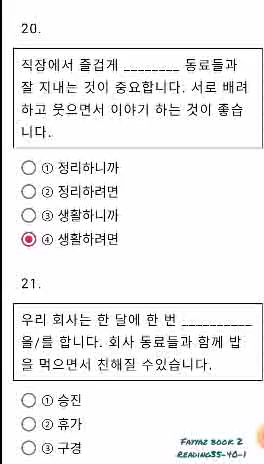 20.
직장에서 즐겁게 ________ 동료들과
잘 지내는 것이 중요합니다. 서로 배려
하고 웃으면서 이야기 하는 것이 좋습
니다.
① 정리하니까
② 정리하려면
③ 생활하니까
④ 생활하려면
21.
우리 회사는 한 달에 한 번 __________
을/를 합니다. 회사 동료들과 함께 밥
을 먹으면서 친해질 수있습니다.
① 승진
② 휴가
③ 구경
Fayyaz book 2
Reading35-40-1